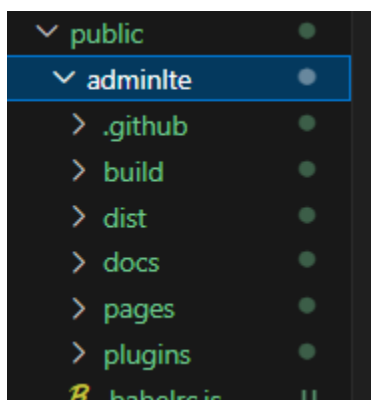 public
adminlte
.github
build
dist
docs
pages
plugins